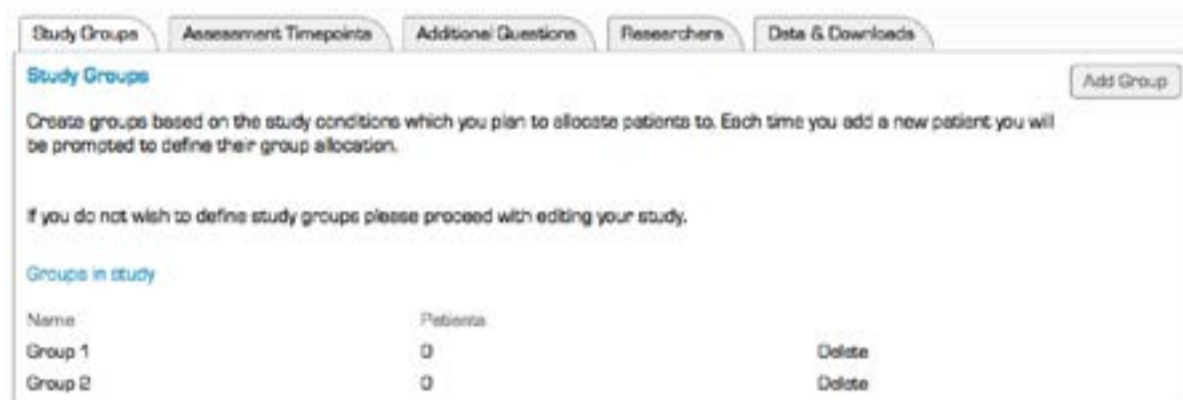 Study Groups Assessment Timepoints Additional Questions Researchers Data & Downloads
Study Groups
Add Group
Create groups based on the study conditions which you plan to allocate patients to. Each time you add a new patient you will
be prompted to define their group allocation.
If you do not wish to define study groups please proceed with editing your study.
Groups in study
Name Patients
Group 1 0 Delete
Group 2 0 Delete